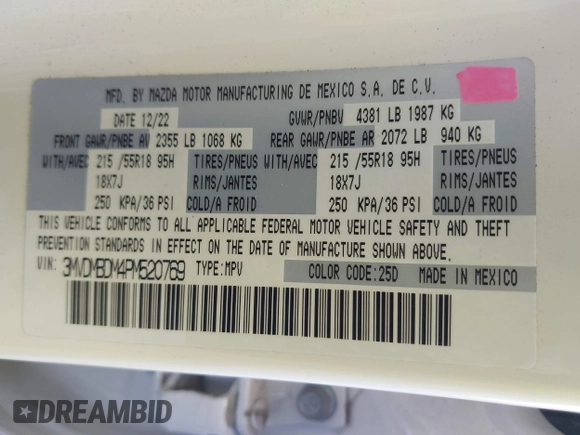 MFD. BY MAZDA MOTOR MANUFACTURING DE MEXICO S.A. DE C.V.
DATE 12/22 GVWR/PNBV 4381 LB 1987 KG
FRONT GAWR/PNBE AV 2355 LB 1068 KG REAR GAWR/PNBE AR 2072 LB 940 KG
WITH/AVEC 215 /55R18 95H TIRES/PNEUS WITH/AVEC 215 /55R18 95H TIRES/PNEUS
18X7J RIMS/JANTES 18X7J RIMS/JANTES
250 KPA/36 PSI COLD/A FROID 250 KPA/36 PSI COLD/A FROID
THIS VEHICLE CONFORMS TO ALL APPLICABLE FEDERAL MOTOR VEHICLE SAFETY AND THEFT
PREVENTION STANDARDS IN EFFECT ON THE DATE OF MANUFACTURE SHOWN ABOVE.
VIN: 3MVDMBDM4PM520769 TYPE:MPV COLOR CODE:25D MADE IN MEXICO
DREAMBID